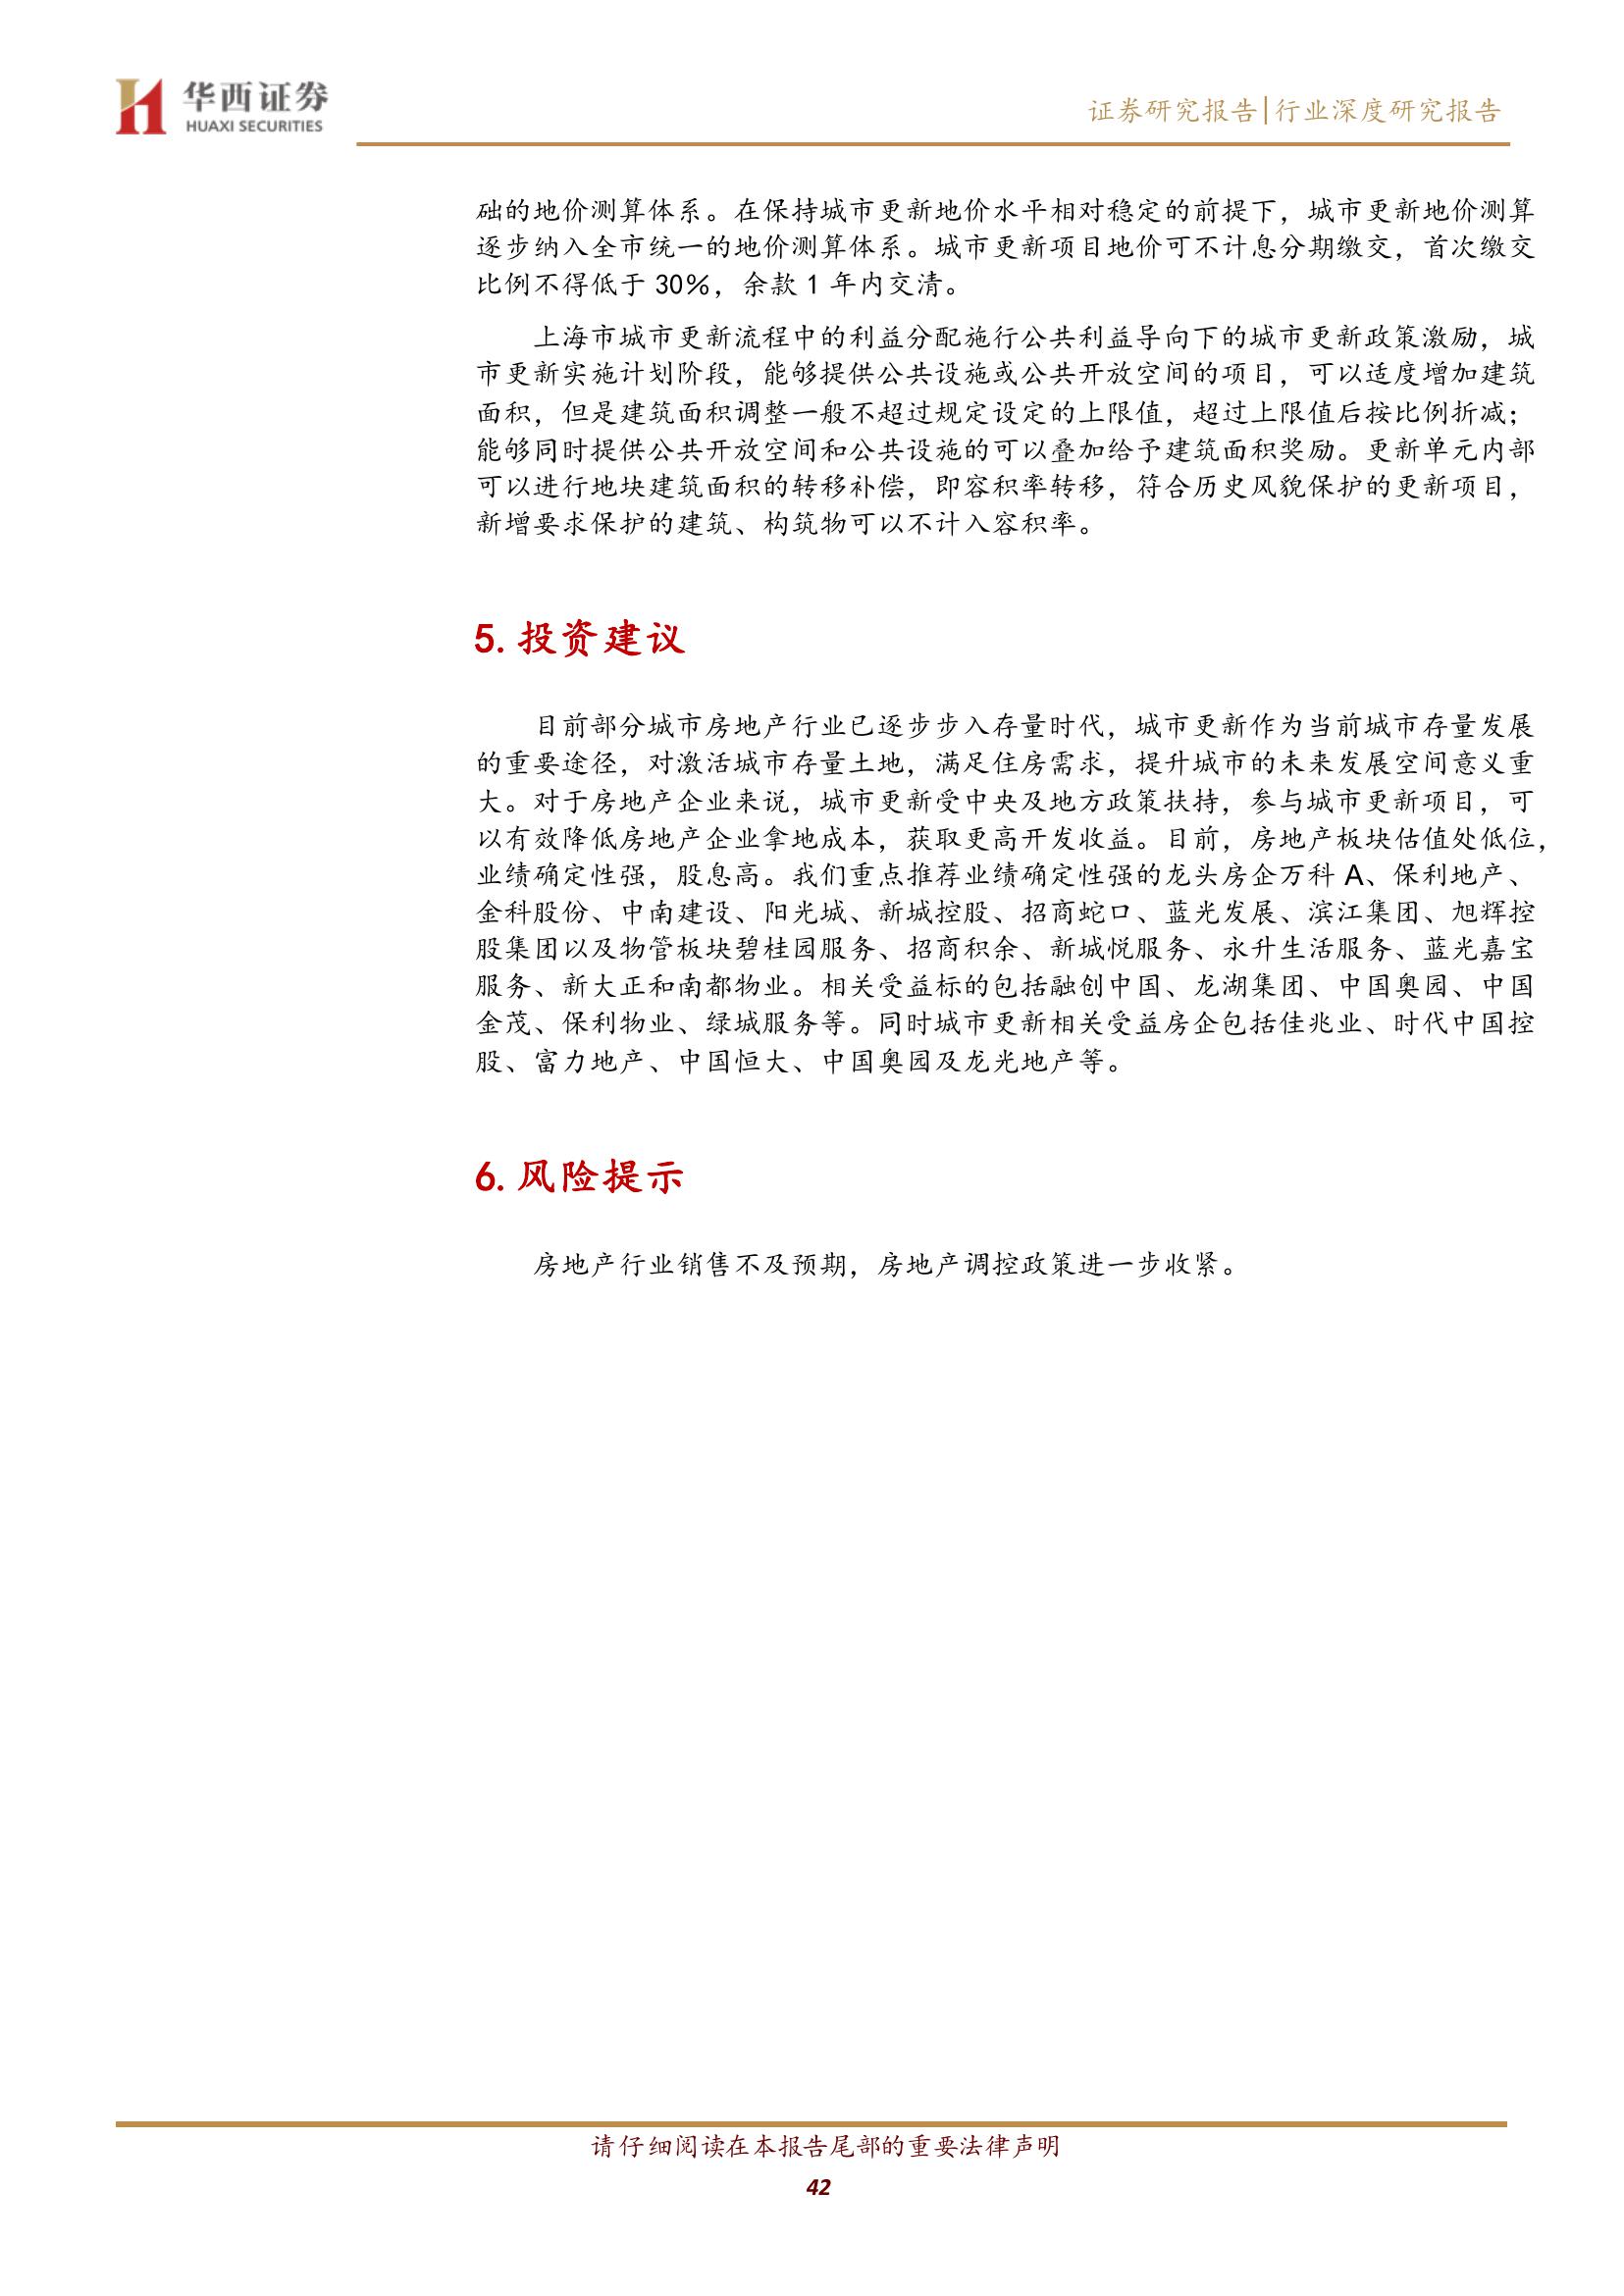 华西证券
HUAXI SECURITIES
证券研究报告|行业深度研究报告
础的地价测算体系。在保持城市更新地价水平相对稳定的前提下，城市更新地价测算
逐步纳入全市统一的地价测算体系。城市更新项目地价可不计息分期缴交，首次缴交
比例不得低于 30%，余款 1 年内交清。
上海市城市更新流程中的利益分配施行公共利益导向下的城市更新政策激励，城
市更新实施计划阶段，能够提供公共设施或公共开放空间的项目，可以适度增加建筑
面积，但是建筑面积调整一般不超过规定设定的上限值，超过上限值后按比例折减；
能够同时提供公共开放空间和公共设施的可以叠加给予建筑面积奖励。更新单元内部
可以进行地块建筑面积的转移补偿，即容积率转移，符合历史风貌保护的更新项目，
新增要求保护的建筑、构筑物可以不计入容积率。
5. 投资建议
目前部分城市房地产行业已逐步步入存量时代，城市更新作为当前城市存量发展
的重要途径，对激活城市存量土地，满足住房需求，提升城市的未来发展空间意义重
大。对于房地产企业来说，城市更新受中央及地方政策扶持，参与城市更新项目，可
以有效降低房地产企业拿地成本，获取更高开发收益。目前，房地产板块估值处低位，
业绩确定性强，股息高。我们重点推荐业绩确定性强的龙头房企万科 A、保利地产、
金科股份、中南建设、阳光城、新城控股、招商蛇口、蓝光发展、滨江集团、旭辉控
股集团以及物管板块碧桂园服务、招商积余、新城悦服务、永升生活服务、蓝光嘉宝
服务、新大正和南都物业。相关受益标的包括融创中国、龙湖集团、中国奥园、中国
金茂、保利物业、绿城服务等。同时城市更新相关受益房企包括佳兆业、时代中国控
股、富力地产、中国恒大、中国奥园及龙光地产等。
6. 风险提示
房地产行业销售不及预期，房地产调控政策进一步收紧。
请仔细阅读在本报告尾部的重要法律声明
42